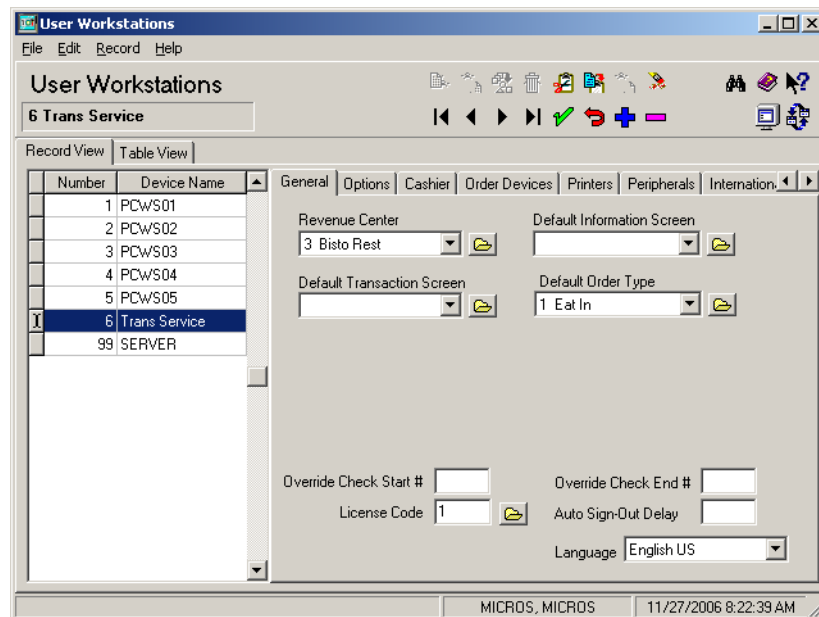 User Workstations
File Edit Record Help
User Workstations
6 Trans Service
Record View Table View
Number Device Name
1 PCWS01
2 PCWS02
3 PCWS03
4 PCWS04
5 PCWS05
6 Trans Service
99 SERVER
General Options Cashier Order Devices Printers Peripherals Internation.
Revenue Center Default Information Screen
3 Bisto Rest
Default Transaction Screen Default Order Type
1 Eat In
Override Check Start # Override Check End #
License Code 1 Auto Sign-Out Delay
Language English US
MICROS, MICROS 11/27/2006 8:22:39 AM